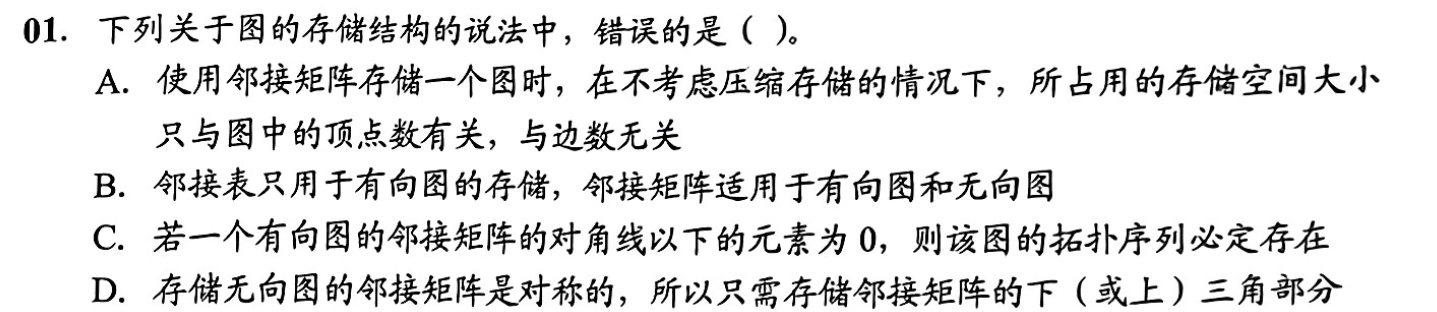 01. 下列关于图的存储结构的说法中，错误的是（ ）。
A. 使用邻接矩阵存储一个图时，在不考虑压缩存储的情况下，所占用的存储空间大小
只与图中的顶点数有关，与边数无关
B. 邻接表只用于有向图的存储，邻接矩阵适用于有向图和无向图
C. 若一个有向图的邻接矩阵的对角线以下的元素为 0，则该图的拓扑序列必定存在
D. 存储无向图的邻接矩阵是对称的，所以只需存储邻接矩阵的下（或上）三角部分